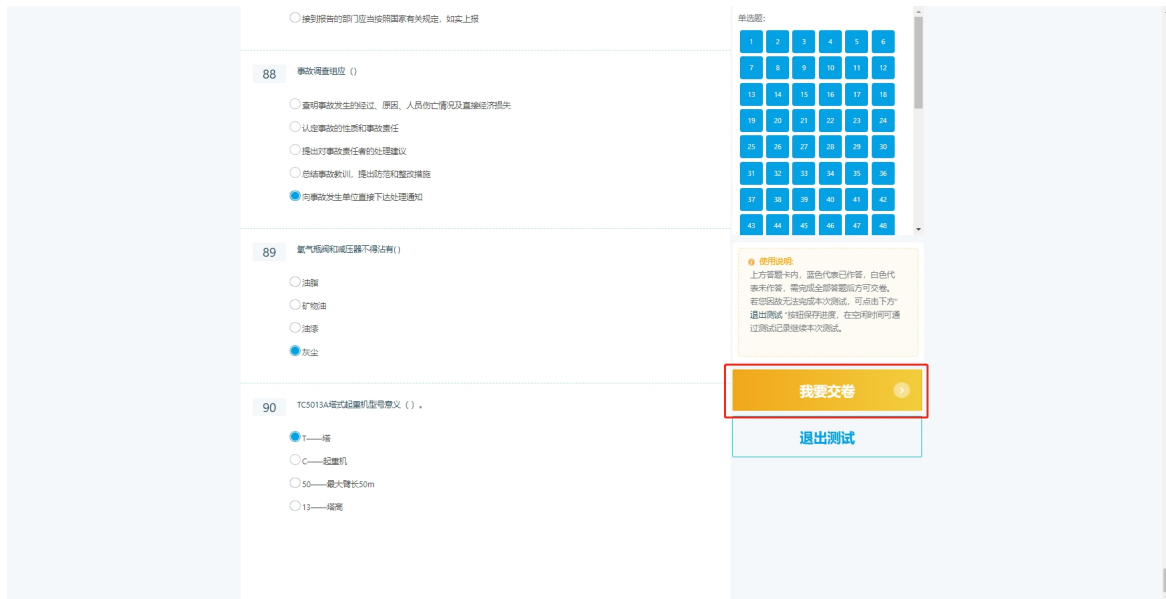 接到报告的部门应当按照国家有关规定，如实上报
88
事故调查组应（）
查明事故发生的经过、原因、人员伤亡情况及直接经济损失
认定事故的性质和事故责任
提出对事故责任者的处理建议
总结事故教训，提出防范和整改措施
向事故发生单位直接下达处理通知
89
氧气瓶阀和减压器不得沾有()
油脂
矿物油
油漆
灰尘
90
TC5013A塔式起重机型号意义（）。
T——塔
C——起重机
50——最大臂长50m
13——塔高
单选题：
1 2 3 4 5 6
7 8 9 10 11 12
13 14 15 16 17 18
19 20 21 22 23 24
25 26 27 28 29 30
31 32 33 34 35 36
37 38 39 40 41 42
43 44 45 46 47 48
使用说明：
上方答题卡内，蓝色代表已作答，白色代
表未作答，需完成全部答题后方可交卷。
若您因故无法完成本次测试，可点击下方“
退出测试 ”按钮保存进度，在空闲时间可通
过测试记录继续本次测试。
我要交卷
退出测试